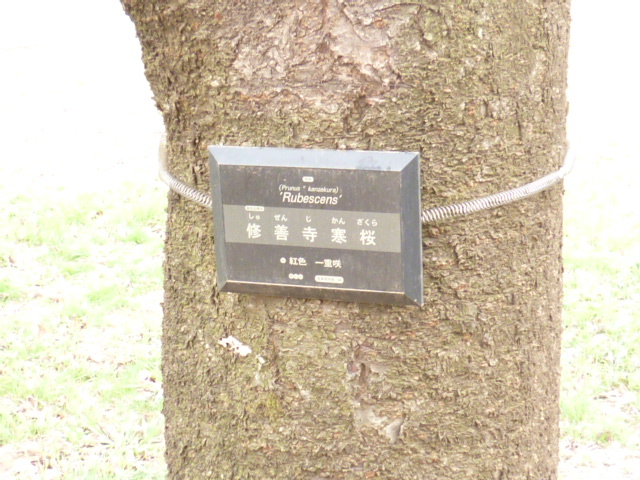 (Prunus × kanzakura)
'Rubescens'
しゅ ぜん じ かん ざくら
修善寺寒桜
紅色 一重咲